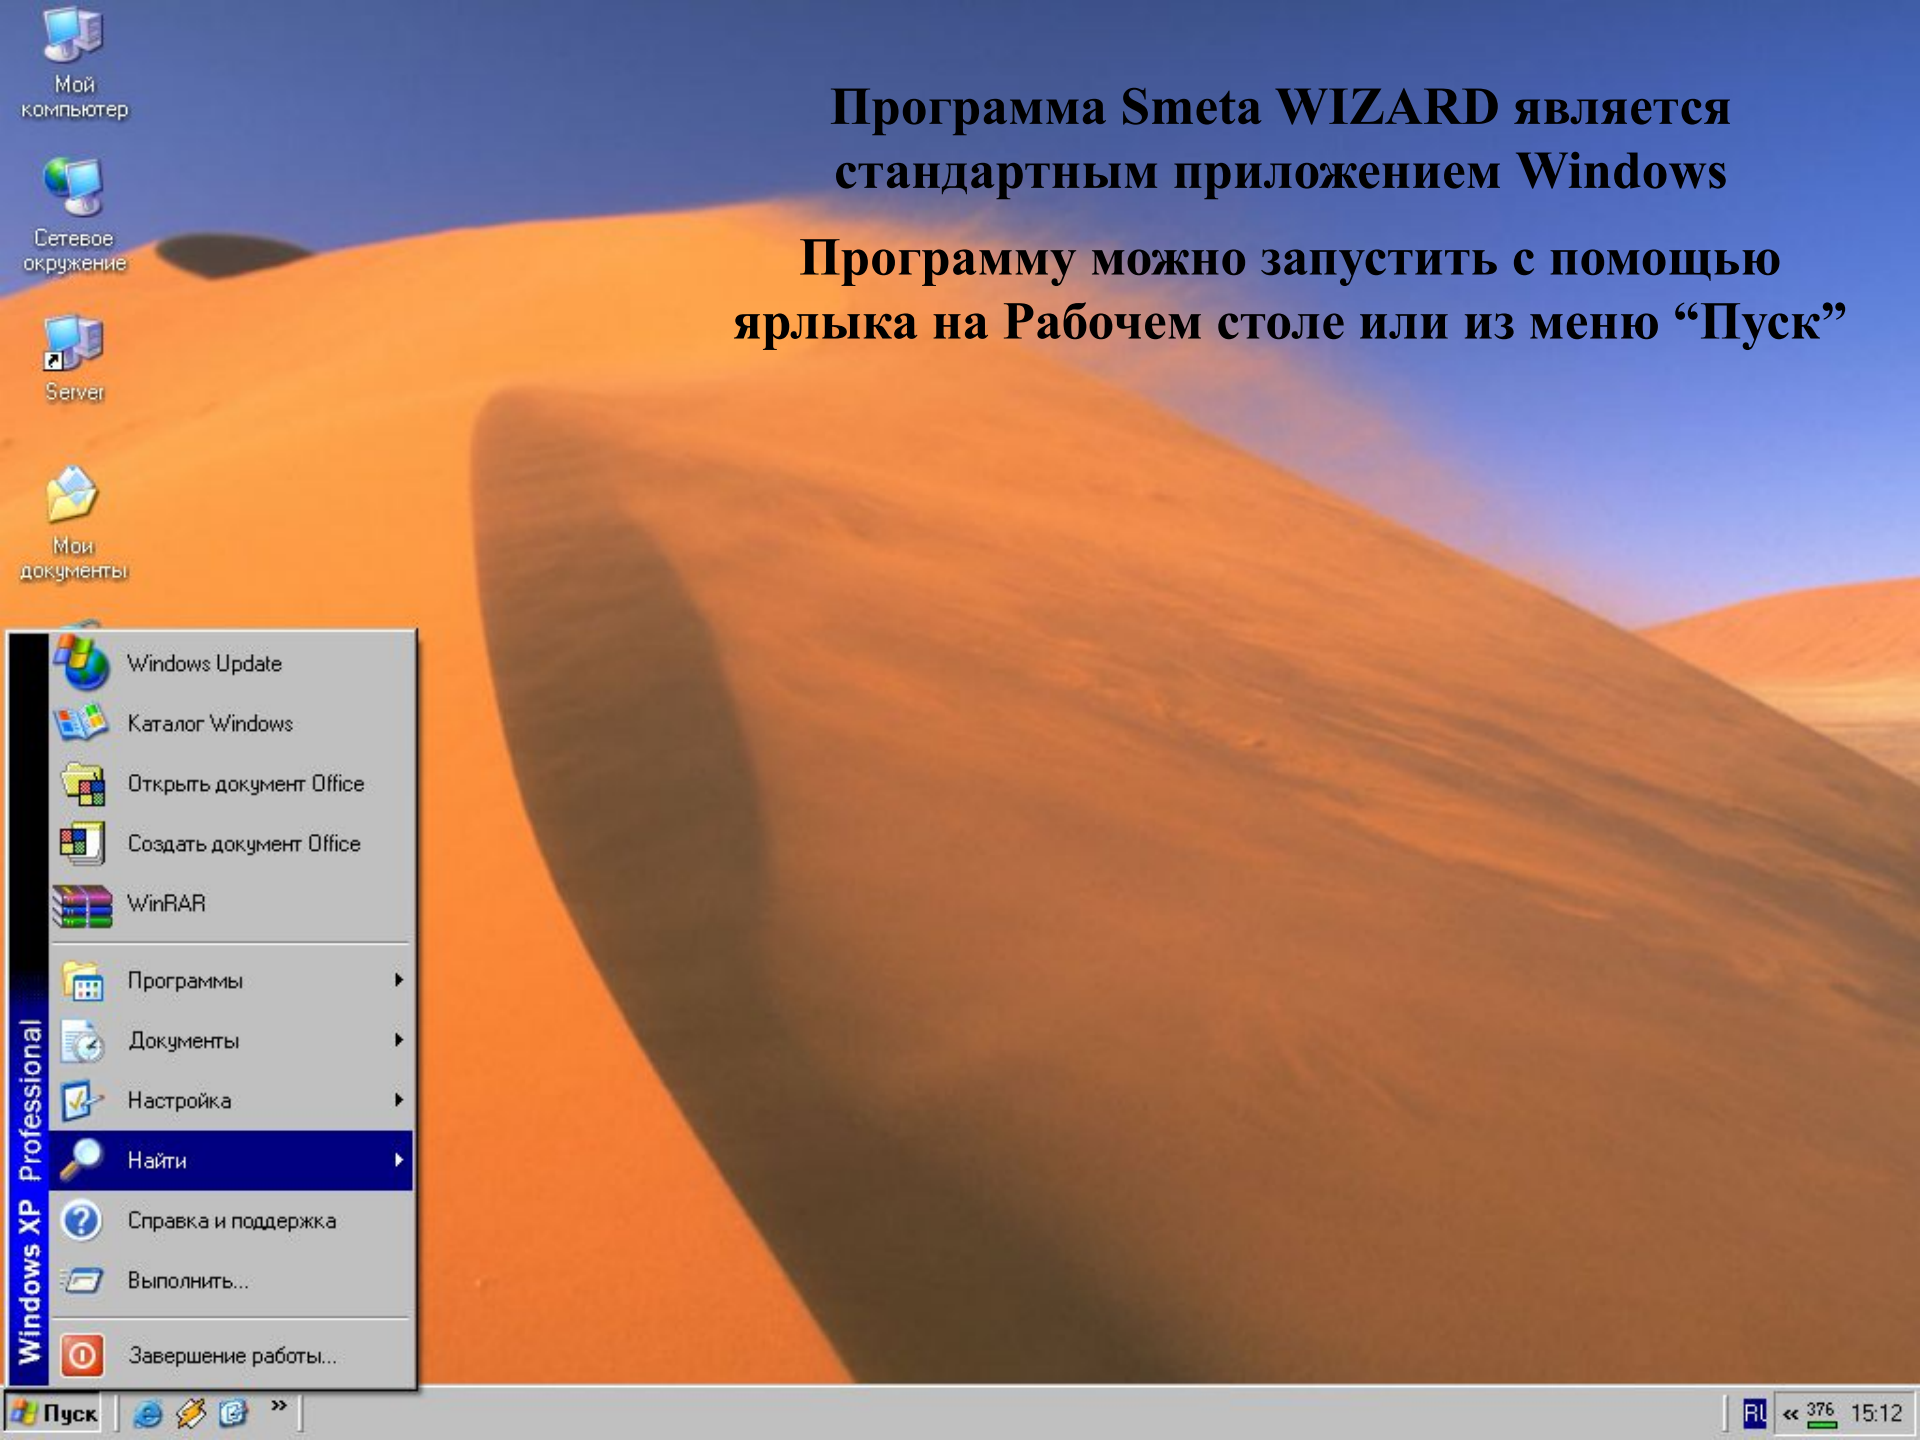 Мой
компьютер
Сетевое
окружение
Server
Мои
документы
Программа Smeta WIZARD является
стандартным приложением Windows
Программу можно запустить с помощью
ярлыка на Рабочем столе или из меню “Пуск”
Windows Update
Каталог Windows
Открыть документ Office
Создать документ Office
WinRAR
Программы
Документы
Настройка
Найти
Справка и поддержка
Выполнить...
Завершение работы...
Windows XP Professional
Пуск
»
RU
« 376 15:12